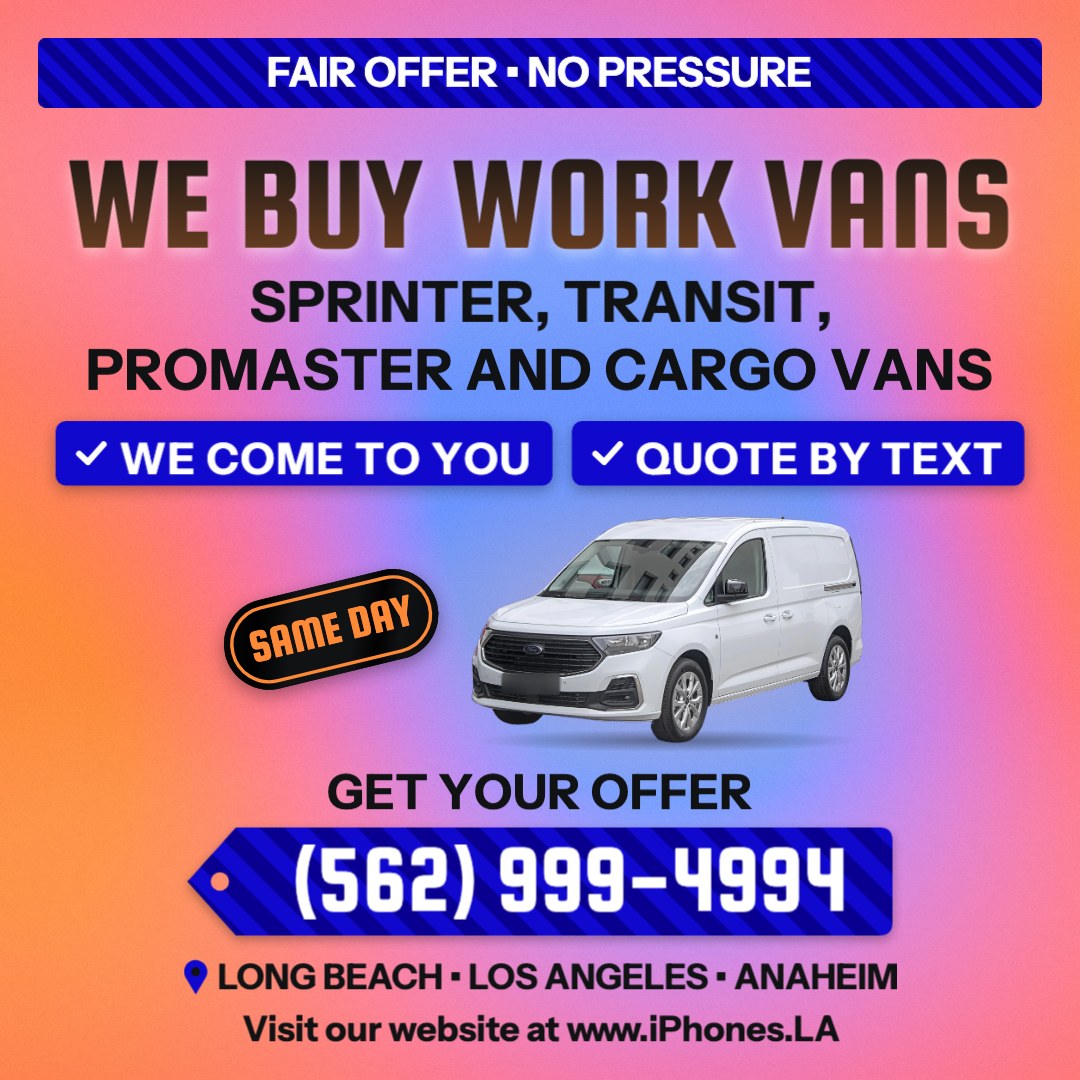 FAIR OFFER ▪ NO PRESSURE
WE BUY WORK VANS
SPRINTER, TRANSIT,
PROMASTER AND CARGO VANS
✓ WE COME TO YOU
✓ QUOTE BY TEXT
SAME DAY
GET YOUR OFFER
(562) 999-4994
LONG BEACH ▪ LOS ANGELES ▪ ANAHEIM
Visit our website at www.iPhones.LA